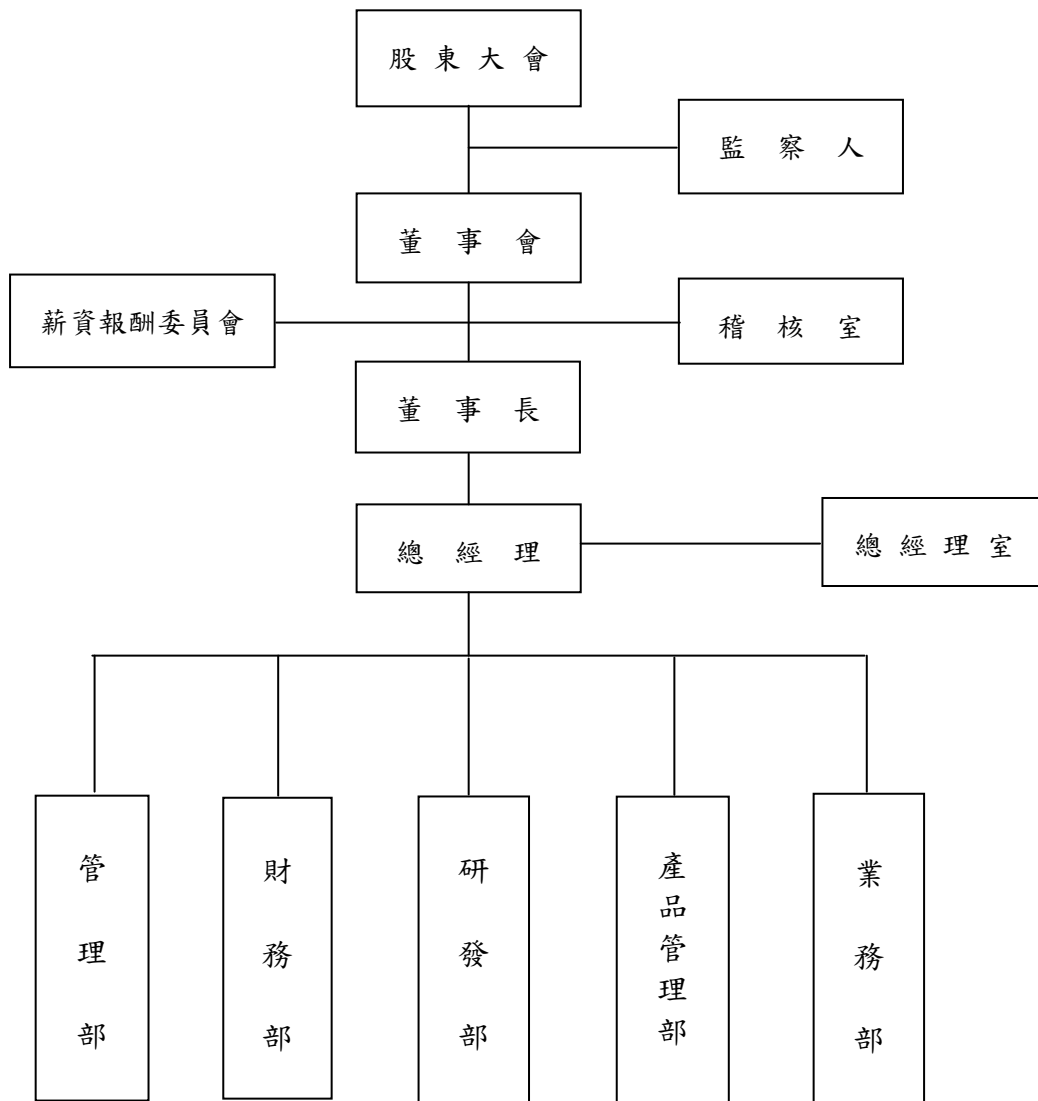 股東大會
監察人
董事會
薪資報酬委員會
稽核室
董事長
總經理
總經理室
管理部
財務部
研發部
產品管理部
業務部